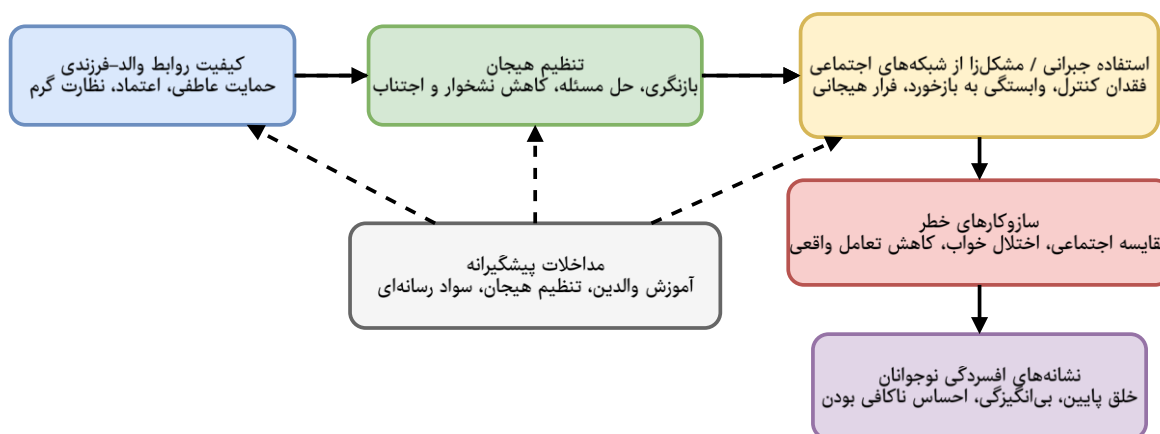 کیفیت روابط والد–فرزندی
حمایت عاطفی، اعتماد، نظارت گرم
تنظیم هیجان
بازنگری، حل مسئله، کاهش نشخوار و اجتناب
استفاده جبرانی / مشکل‌زا از شبکه‌های اجتماعی
فقدان کنترل، وابستگی به بازخورد، فرار هیجانی
سازوکارهای خطر
قایسه اجتماعی، اختلال خواب، کاهش تعامل واقعی
مداخلات پیشگیرانه
آموزش والدین، تنظیم هیجان، سواد رسانه‌ای
نشانه‌های افسردگی نوجوانان
خلق پایین، بی‌انگیزگی، احساس ناکافی بودن